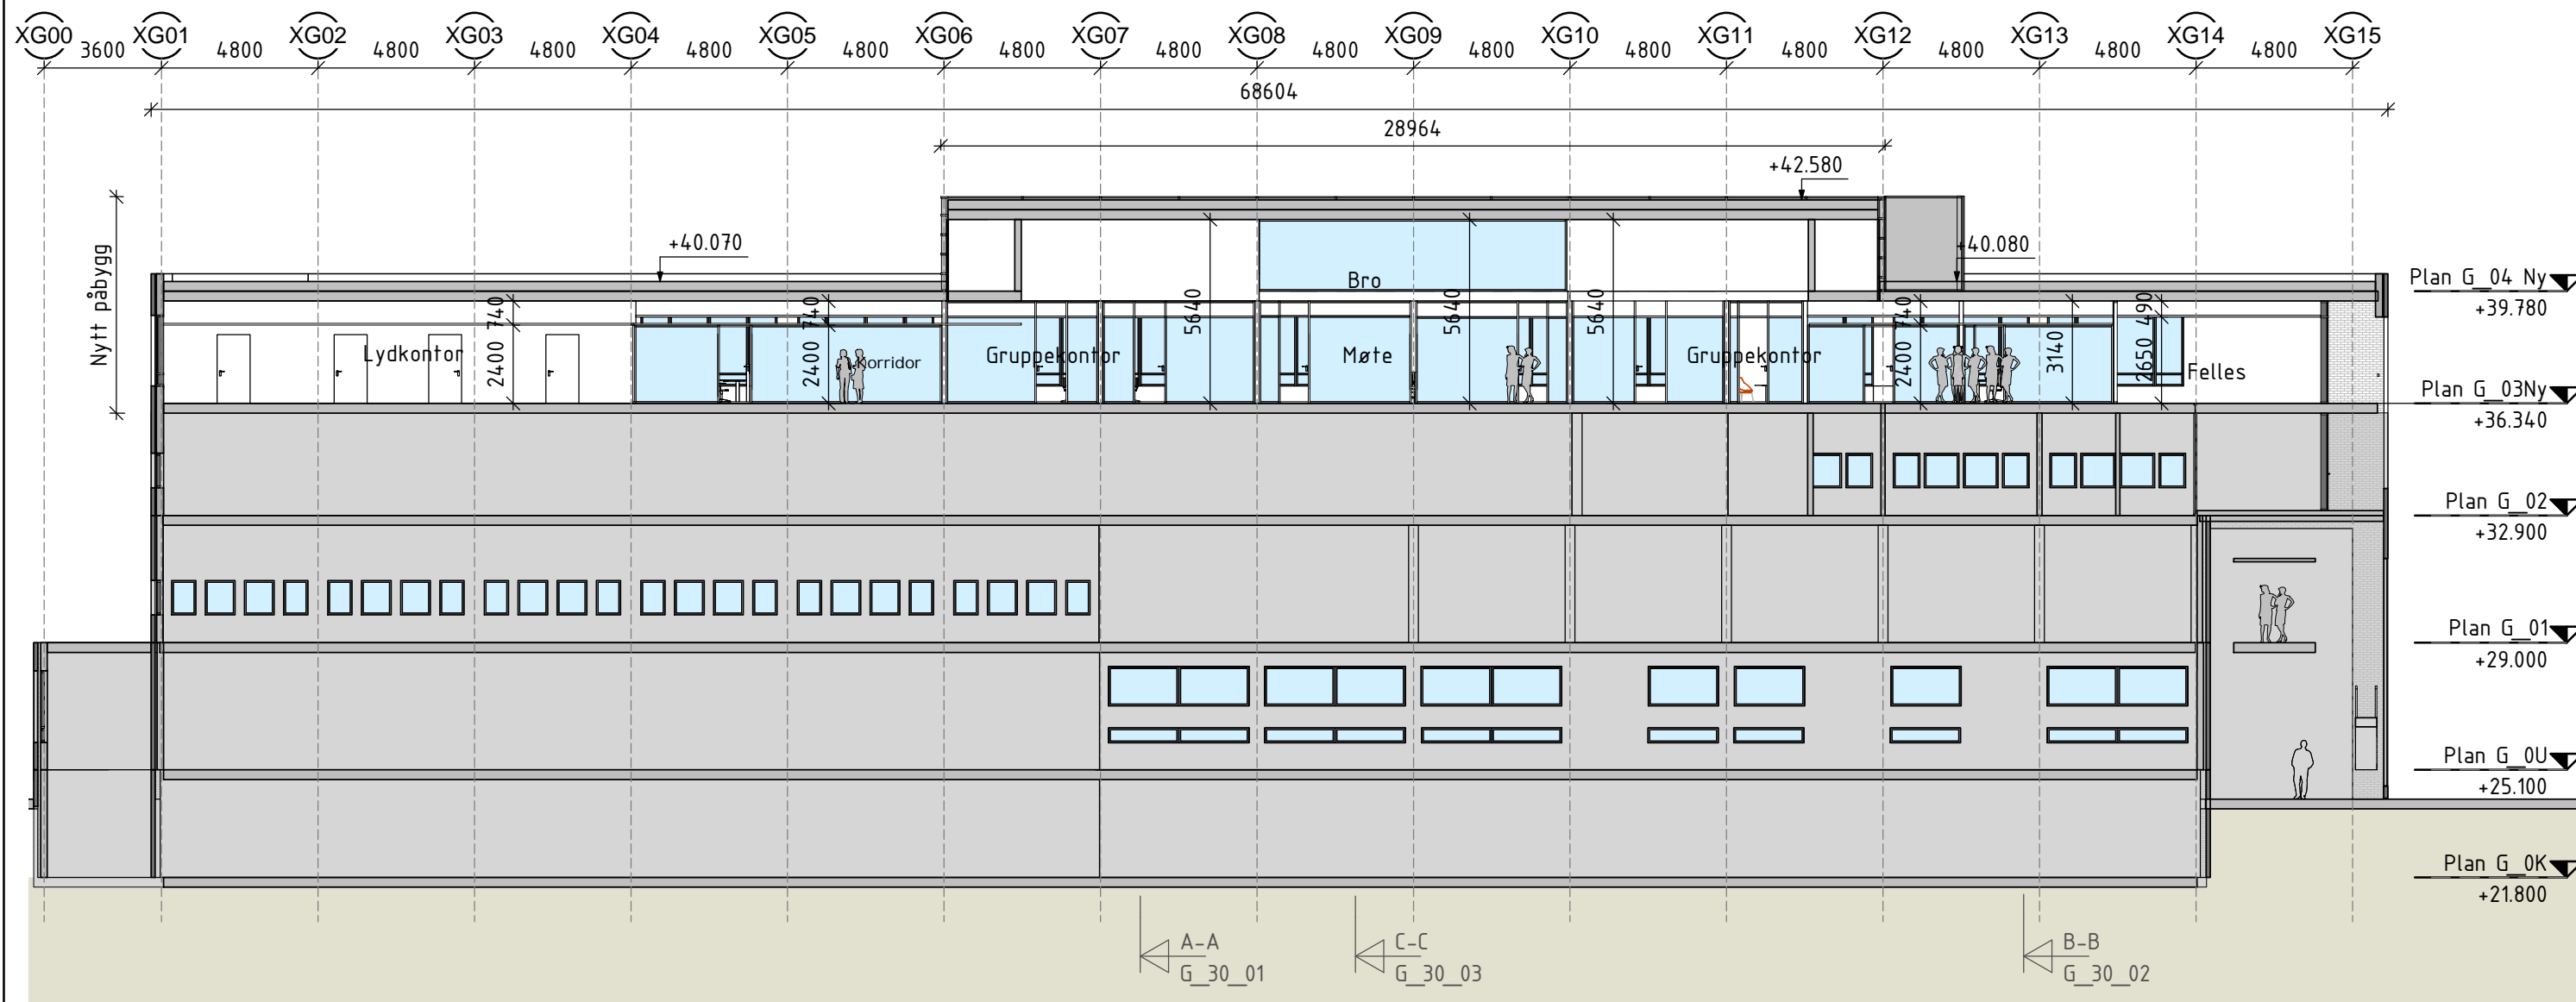 XG00 XG01 XG02 XG03 XG04 XG05 XG06 XG07 XG08 XG09 XG10 XG11 XG12 XG13 XG14 XG15
3600 4800 4800 4800 4800 4800 4800 4800 4800 4800 4800 4800 4800 4800 4800
68604
28964
+42.580
+40.070
+40.080
Nytt påbygg
Bro
Plan G_04 Ny
+39.780
740
740
5640
5640
5640
740
490
Lydkontor
Korridor
Gruppekontor
Møte
Gruppekontor
Felles
2400
2400
2400
3140
2650
Plan G_03Ny
+36.340
Plan G_02
+32.900
Plan G_01
+29.000
Plan G_0U
+25.100
Plan G_0K
+21.800
A-A
G_30_01
C-C
G_30_03
B-B
G_30_02